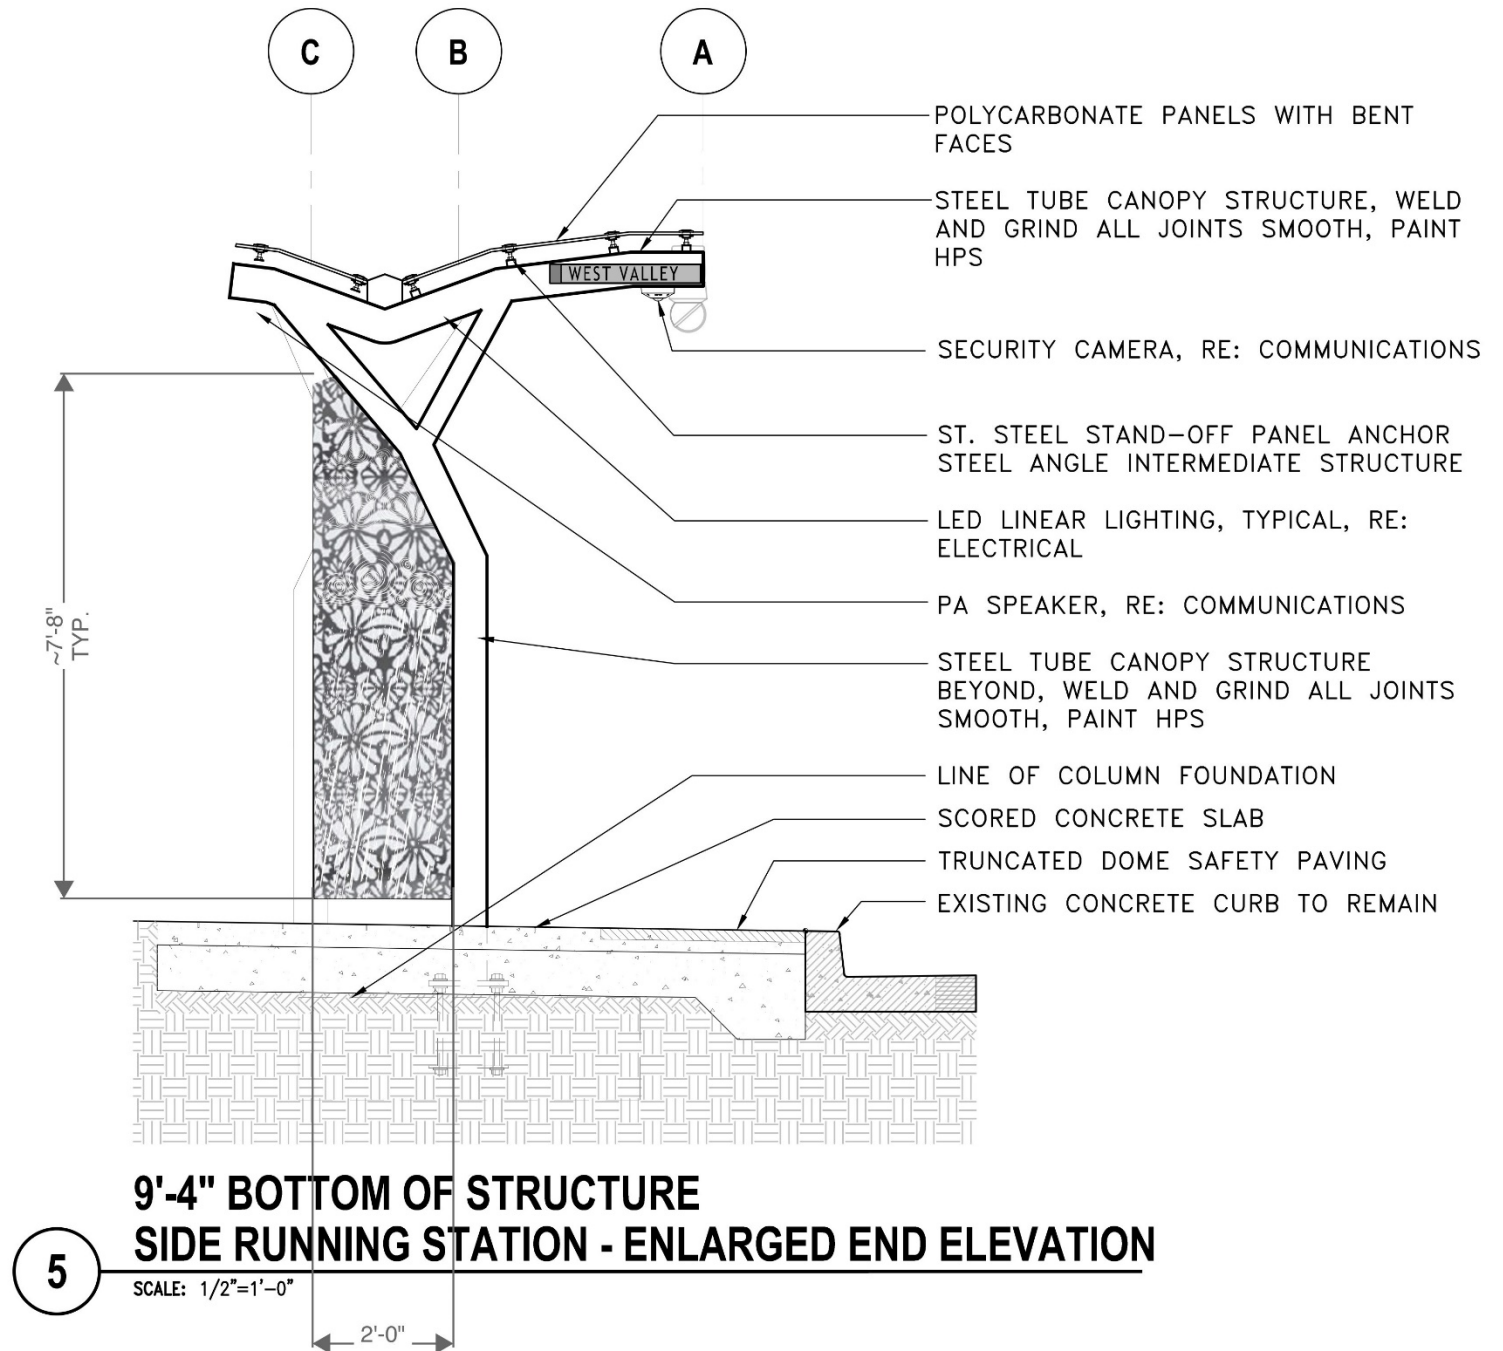 C
B
A
POLYCARBONATE PANELS WITH BENT
FACES
STEEL TUBE CANOPY STRUCTURE, WELD
AND GRIND ALL JOINTS SMOOTH, PAINT
HPS
WEST VALLEY
SECURITY CAMERA, RE: COMMUNICATIONS
ST. STEEL STAND-OFF PANEL ANCHOR
STEEL ANGLE INTERMEDIATE STRUCTURE
LED LINEAR LIGHTING, TYPICAL, RE:
ELECTRICAL
PA SPEAKER, RE: COMMUNICATIONS
~7'-8"
TYP.
STEEL TUBE CANOPY STRUCTURE
BEYOND, WELD AND GRIND ALL JOINTS
SMOOTH, PAINT HPS
LINE OF COLUMN FOUNDATION
SCORED CONCRETE SLAB
TRUNCATED DOME SAFETY PAVING
EXISTING CONCRETE CURB TO REMAIN
9'-4" BOTTOM OF STRUCTURE
SIDE RUNNING STATION - ENLARGED END ELEVATION
5
SCALE: 1/2"=1'-0"
2'-0"